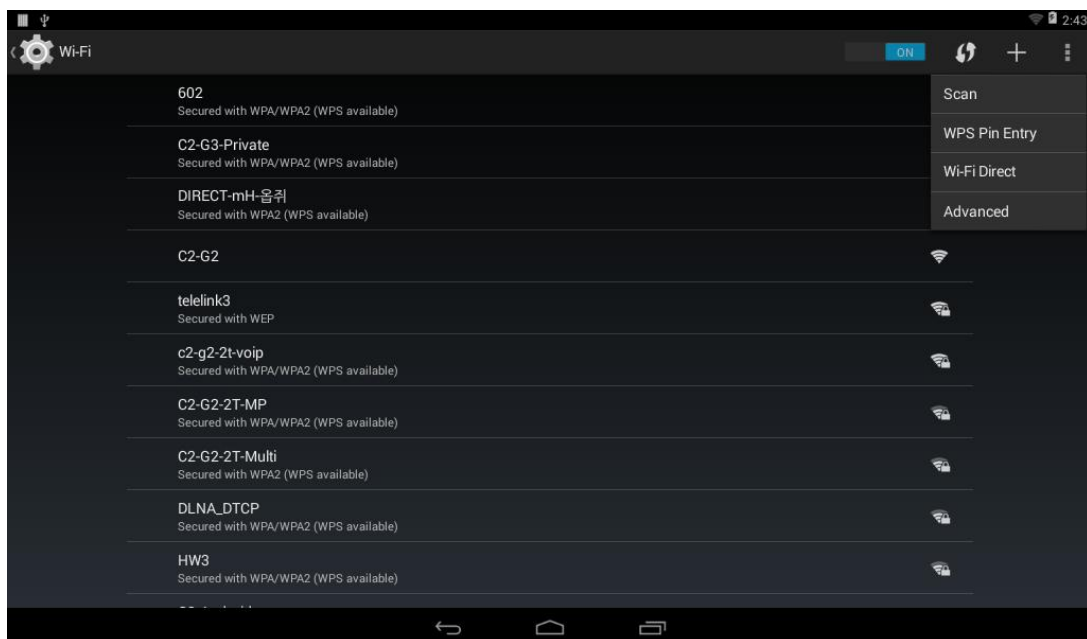 2:43
Wi-Fi
ON
Scan
WPS Pin Entry
Wi-Fi Direct
Advanced
602
Secured with WPA/WPA2 (WPS available)
C2-G3-Private
Secured with WPA/WPA2 (WPS available)
DIRECT-mH-옵쥐
Secured with WPA2 (WPS available)
C2-G2
telelink3
Secured with WEP
c2-g2-2t-voip
Secured with WPA/WPA2 (WPS available)
C2-G2-2T-MP
Secured with WPA/WPA2 (WPS available)
C2-G2-2T-Multi
Secured with WPA2 (WPS available)
DLNA_DTCP
Secured with WPA/WPA2 (WPS available)
HW3
Secured with WPA/WPA2 (WPS available)